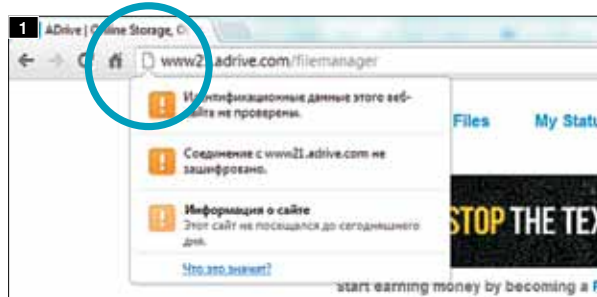 1 ADrive | Online Storage, O
www21.adrive.com/filemanager
Идентификационные данные этого веб-
сайта не проверены.
Files My Statu
Соединение с www21.adrive.com не
зашифровано.
Информация о сайте
Этот сайт не посещался до сегодняшнего
дня.
STOP THE TEX
Что это значит?
start earning money by becoming a